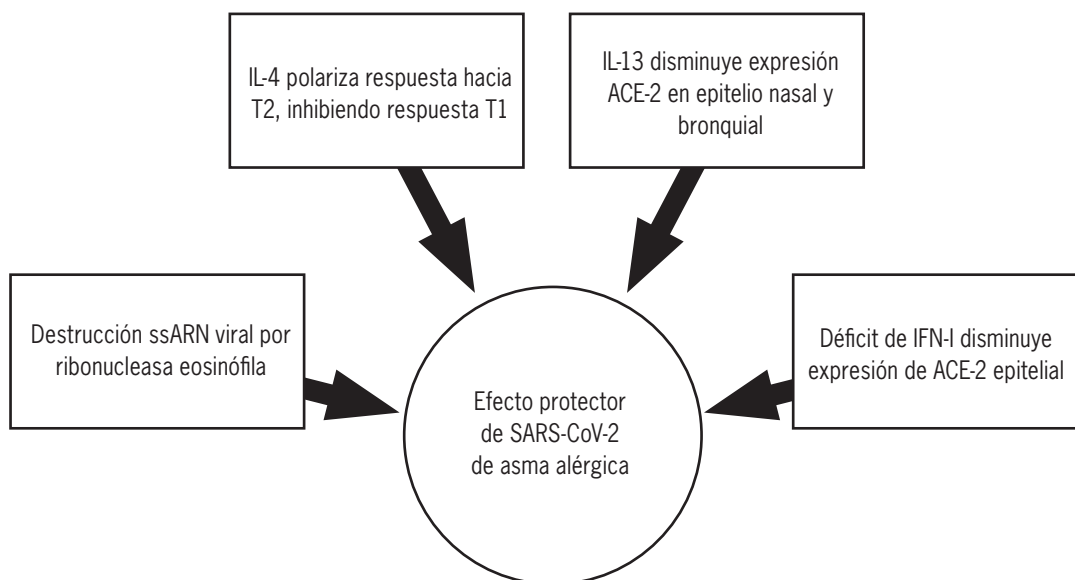 IL-4 polariza respuesta hacia
T2, inhibiendo respuesta T1
IL-13 disminuye expresión
ACE-2 en epitelio nasal y
bronquial
Destrucción ssARN viral por
ribonucleasa eosinófila
Déficit de IFN-I disminuye
expresión de ACE-2 epitelial
Efecto protector
de SARS-CoV-2
de asma alérgica